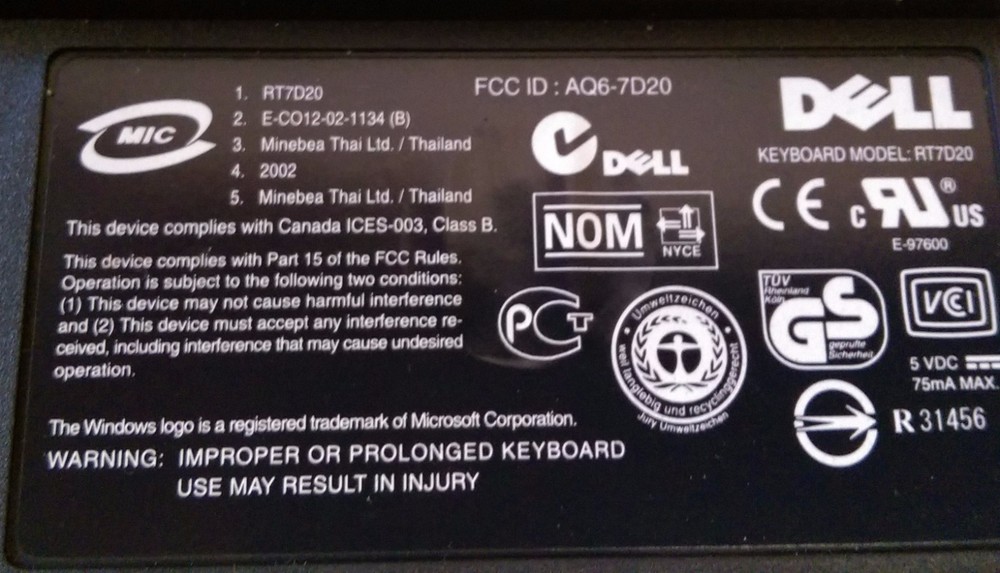 MIC
1. RT7D20
2. E-CO12-02-1134 (B)
3. Minebea Thai Ltd. / Thailand
4. 2002
5. Minebea Thai Ltd. / Thailand
This device complies with Canada ICES-003, Class B.
This device complies with Part 15 of the FCC Rules.
Operation is subject to the following two conditions:
(1) This device may not cause harmful interference
and (2) This device must accept any interference re-
ceived, including interference that may cause undesired
operation.
The Windows logo is a registered trademark of Microsoft Corporation.
WARNING: IMPROPER OR PROLONGED KEYBOARD
USE MAY RESULT IN INJURY
FCC ID : AQ6-7D20
DELL
NOM
NYCE
PCT
Umweltzeichen
weil langlebig und recyclinggerecht
Jury Umweltzeichen
DELL
KEYBOARD MODEL: RT7D20
CE
C RU ® US
E-97600
TÜV
Rheinland
Köln
GS
geprüfte
Sicherheit
VCI
5 VDC
75mA MAX.
R 31456